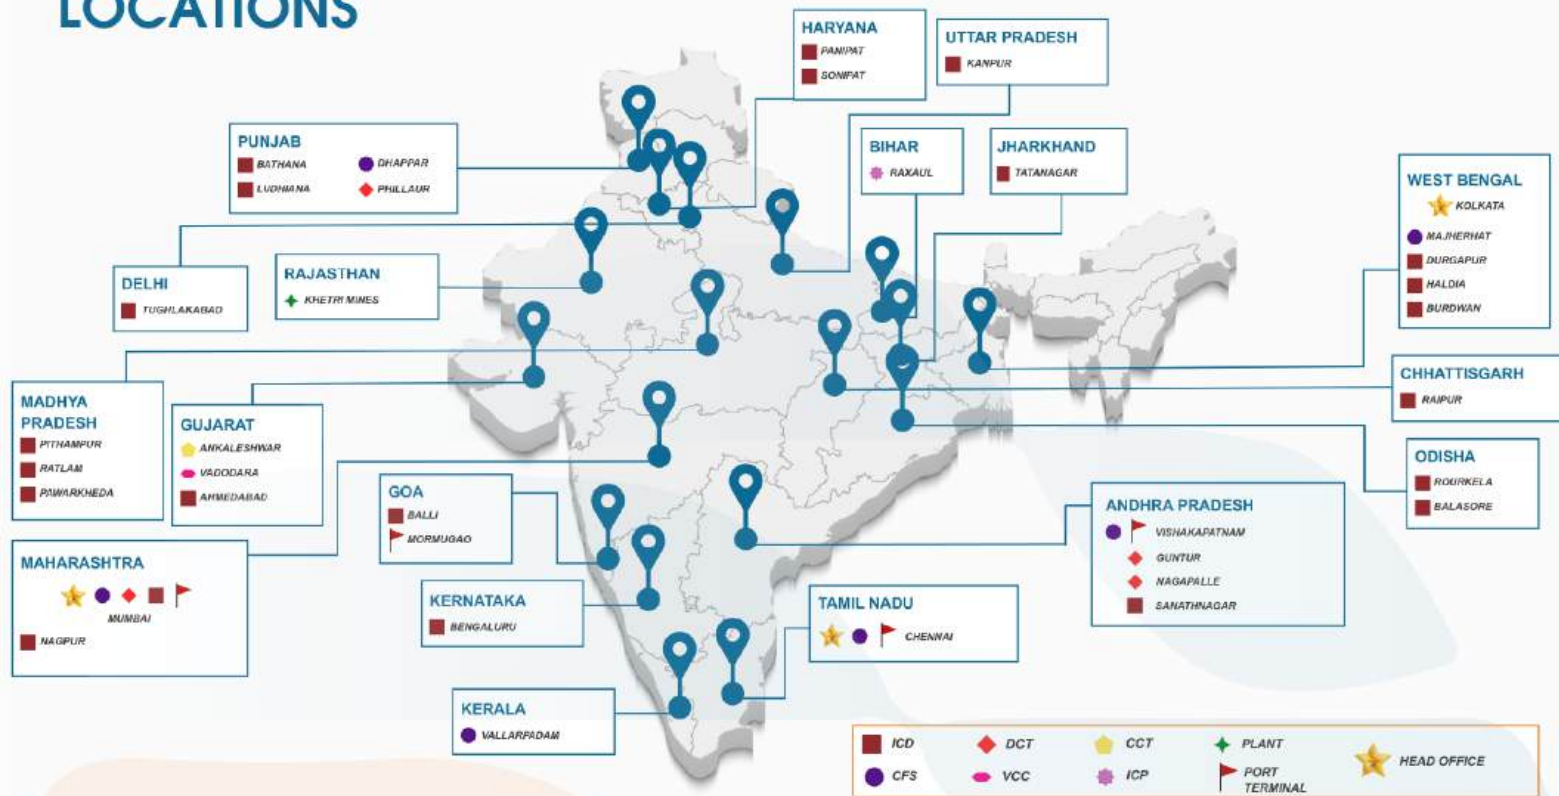 LOCATIONS
HARYANA
PANIPAT
SONIPAT
UTTAR PRADESH
KANPUR
PUNJAB
BATHANA
DHAPPAR
LUDHIANA
PHILLAUR
BIHAR
RAXAUL
JHARKHAND
TATANAGAR
WEST BENGAL
KOLKATA
MAJHERHAT
DURGAPUR
HALDIA
BURDWAN
DELHI
TUGHLAKABAD
RAJASTHAN
KHETRI MINES
CHHATTISGARH
RAIPUR
MADHYA
PRADESH
PITHAMPUR
RATLAM
PAWARKHEDA
GUJARAT
ANKALESHWAR
VADODARA
AHMEDABAD
ODISHA
ROURKELA
BALASORE
GOA
BALLI
MORMUGAO
ANDHRA PRADESH
VISHAKAPATNAM
GUNTUR
NAGAPALLE
SANATHNAGAR
MAHARASHTRA
MUMBAI
NAGPUR
KERNATAKA
BENGALURU
TAMIL NADU
CHENNAI
KERALA
VALLARPADAM
ICD
DCT
CCT
PLANT
HEAD OFFICE
CFS
VCC
ICP
PORT
TERMINAL